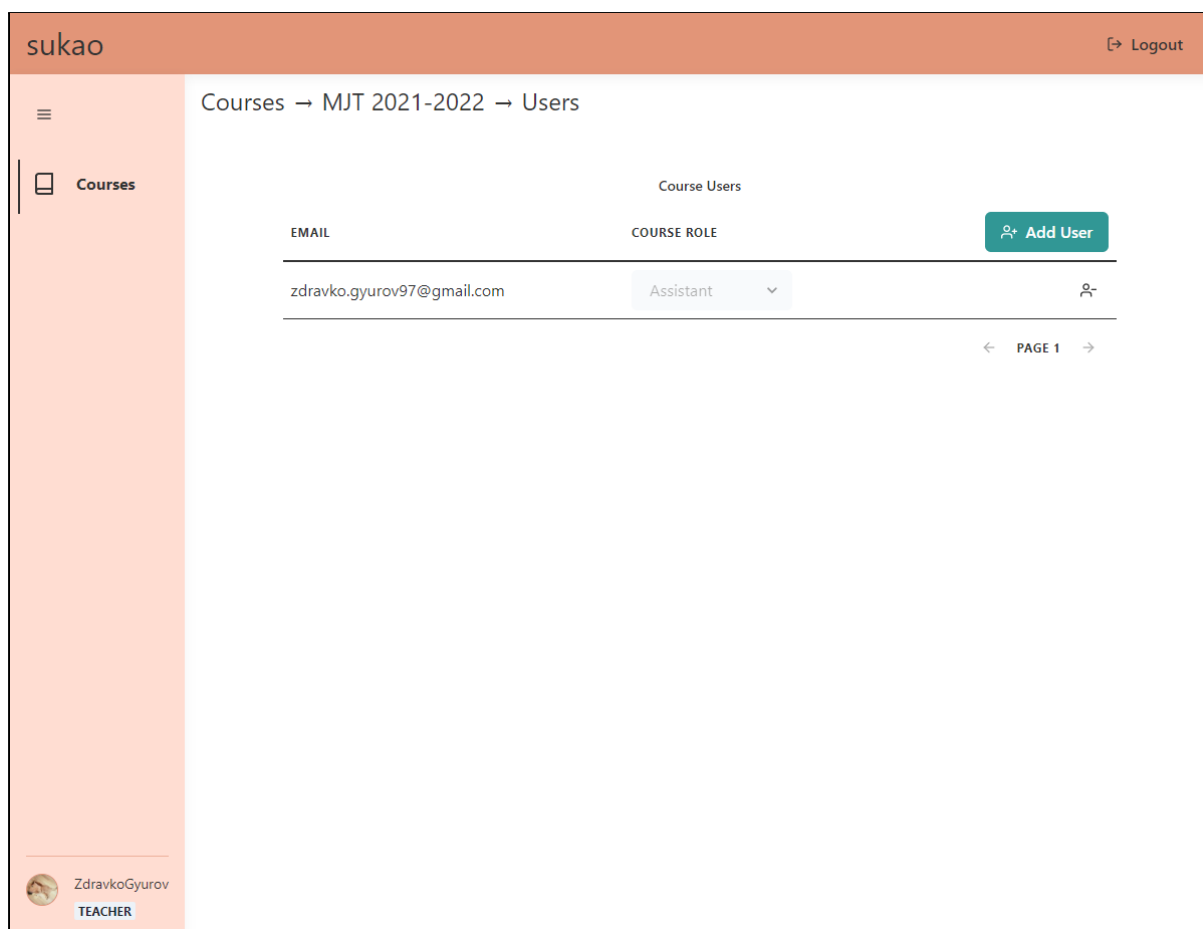 sukao
Logout
Courses → MJT 2021-2022 → Users
Courses
Course Users
EMAIL COURSE ROLE Add User
zdravko.gyurov97@gmail.com Assistant
← PAGE 1 →
ZdravkoGyurov
TEACHER